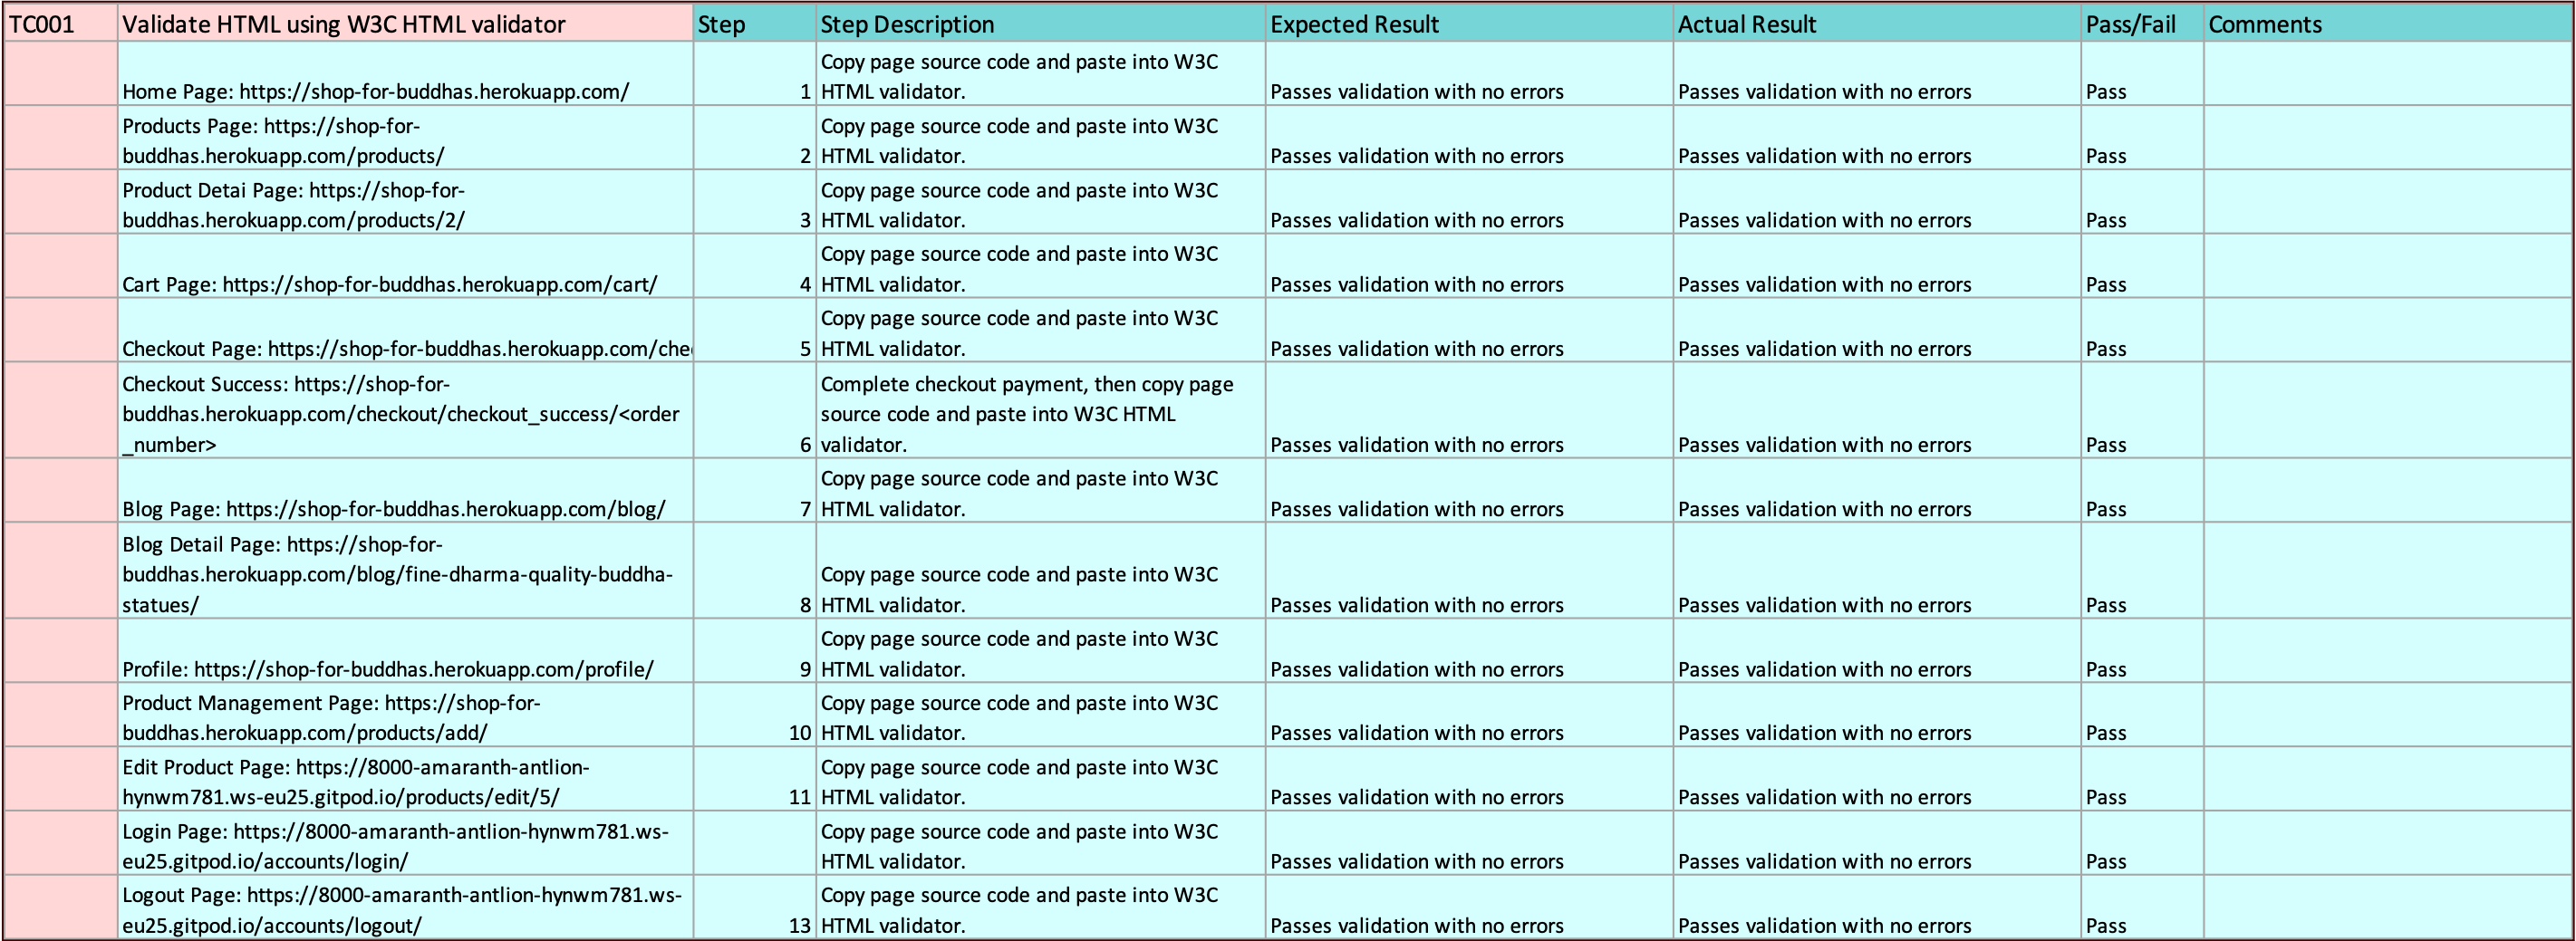 TC001 Validate HTML using W3C HTML validator Step Step Description Expected Result Actual Result Pass/Fail Comments
Copy page source code and paste into W3C
Home Page: https://shop-for-buddhas.herokuapp.com/ 1 HTML validator. Passes validation with no errors Passes validation with no errors Pass
Products Page: https://shop-for- Copy page source code and paste into W3C
buddhas.herokuapp.com/products/ 2 HTML validator. Passes validation with no errors Passes validation with no errors Pass
Product Detai Page: https://shop-for- Copy page source code and paste into W3C
buddhas.herokuapp.com/products/2/ 3 HTML validator. Passes validation with no errors Passes validation with no errors Pass
Copy page source code and paste into W3C
Cart Page: https://shop-for-buddhas.herokuapp.com/cart/ 4 HTML validator. Passes validation with no errors Passes validation with no errors Pass
Copy page source code and paste into W3C
Checkout Page: https://shop-for-buddhas.herokuapp.com/che 5 HTML validator. Passes validation with no errors Passes validation with no errors Pass
Checkout Success: https://shop-for- Complete checkout payment, then copy page
buddhas.herokuapp.com/checkout/checkout_success/<order source code and paste into W3C HTML
_number> 6 validator. Passes validation with no errors Passes validation with no errors Pass
Copy page source code and paste into W3C
Blog Page: https://shop-for-buddhas.herokuapp.com/blog/ 7 HTML validator. Passes validation with no errors Passes validation with no errors Pass
Blog Detail Page: https://shop-for-
buddhas.herokuapp.com/blog/fine-dharma-quality-buddha- Copy page source code and paste into W3C
statues/ 8 HTML validator. Passes validation with no errors Passes validation with no errors Pass
Copy page source code and paste into W3C
Profile: https://shop-for-buddhas.herokuapp.com/profile/ 9 HTML validator. Passes validation with no errors Passes validation with no errors Pass
Product Management Page: https://shop-for- Copy page source code and paste into W3C
buddhas.herokuapp.com/products/add/ 10 HTML validator. Passes validation with no errors Passes validation with no errors Pass
Edit Product Page: https://8000-amaranth-antlion- Copy page source code and paste into W3C
hynwm781.ws-eu25.gitpod.io/products/edit/5/ 11 HTML validator. Passes validation with no errors Passes validation with no errors Pass
Login Page: https://8000-amaranth-antlion-hynwm781.ws- Copy page source code and paste into W3C
eu25.gitpod.io/accounts/login/ HTML validator. Passes validation with no errors Passes validation with no errors Pass
Logout Page: https://8000-amaranth-antlion-hynwm781.ws- Copy page source code and paste into W3C
eu25.gitpod.io/accounts/logout/ 13 HTML validator. Passes validation with no errors Passes validation with no errors Pass